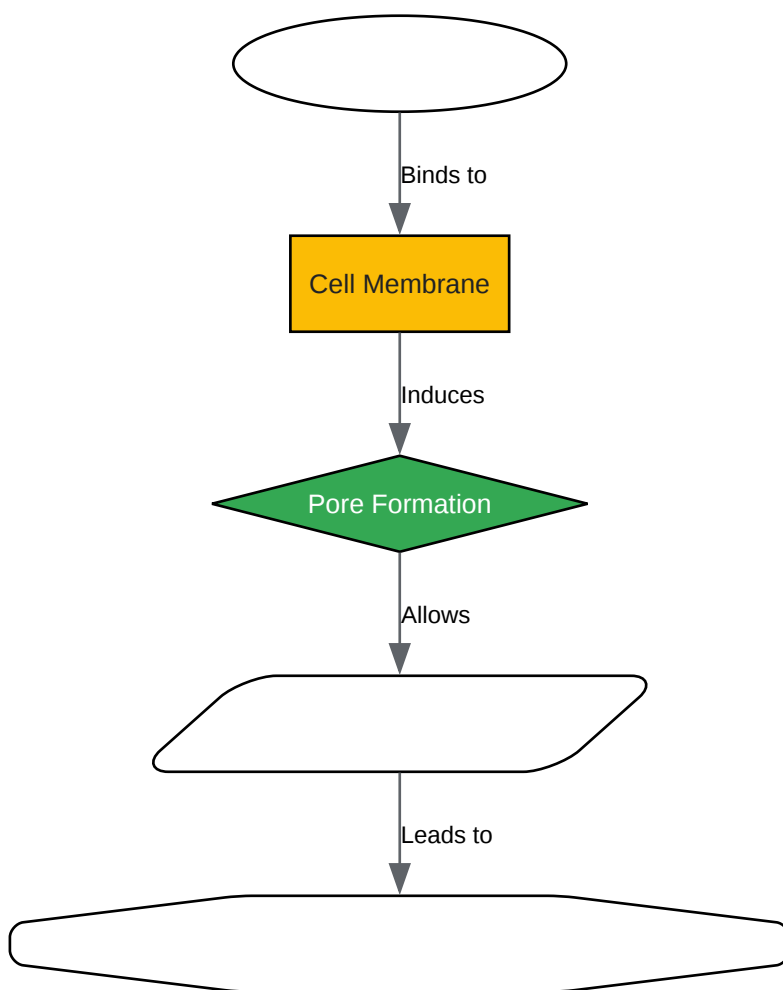 Binds to
Cell Membrane
Induces
Pore Formation
Allows
Leads to